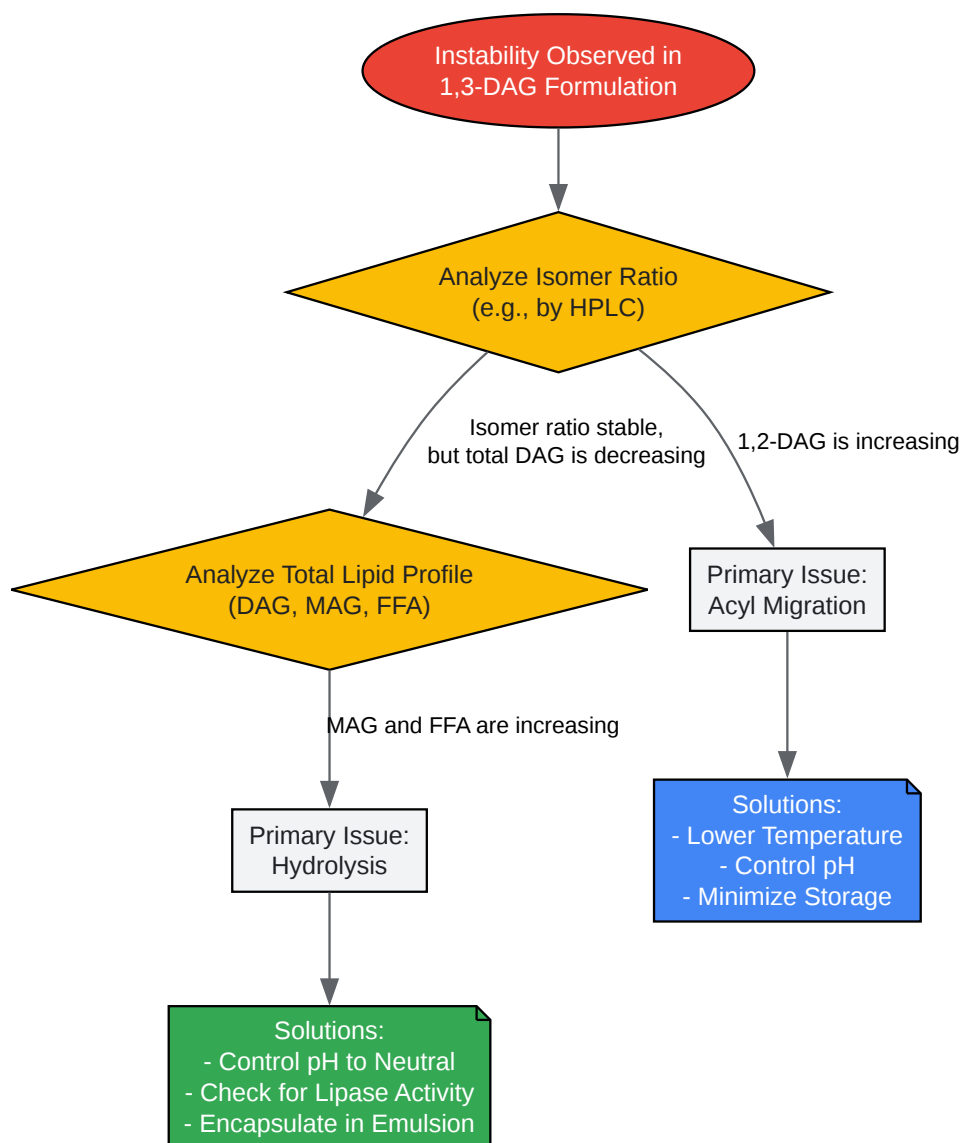 Instability Observed in
1,3-DAG Formulation
Analyze Isomer Ratio
(e.g., by HPLC)
Isomer ratio stable,
but total DAG is decreasing
1,2-DAG is increasing
Analyze Total Lipid Profile
(DAG, MAG, FFA)
Primary Issue:
Acyl Migration
MAG and FFA are increasing
Solutions:
- Lower Temperature
- Control pH
- Minimize Storage
Primary Issue:
Hydrolysis
Solutions:
- Control pH to Neutral
- Check for Lipase Activity
- Encapsulate in Emulsion